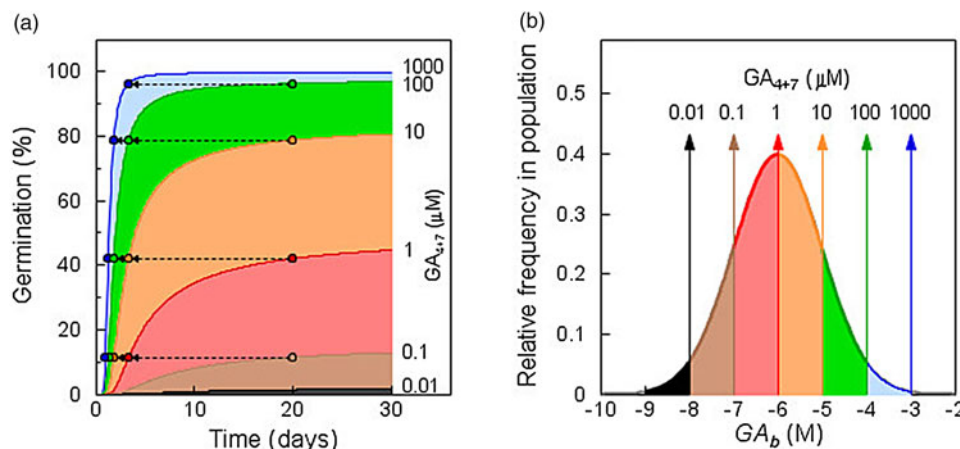 (a)
100
80
60
40
20
0
Germination (%)
0 10 20 30
Time (days)
1000
100
10
1
0.1
0.01
GA4+7 (μM)
(b)
GA4+7 (μM)
0.01 0.1 1 10 100 1000
0.5
0.4
0.3
0.2
0.1
0
Relative frequency in population
-10 -9 -8 -7 -6 -5 -4 -3 -2
GAb (M)